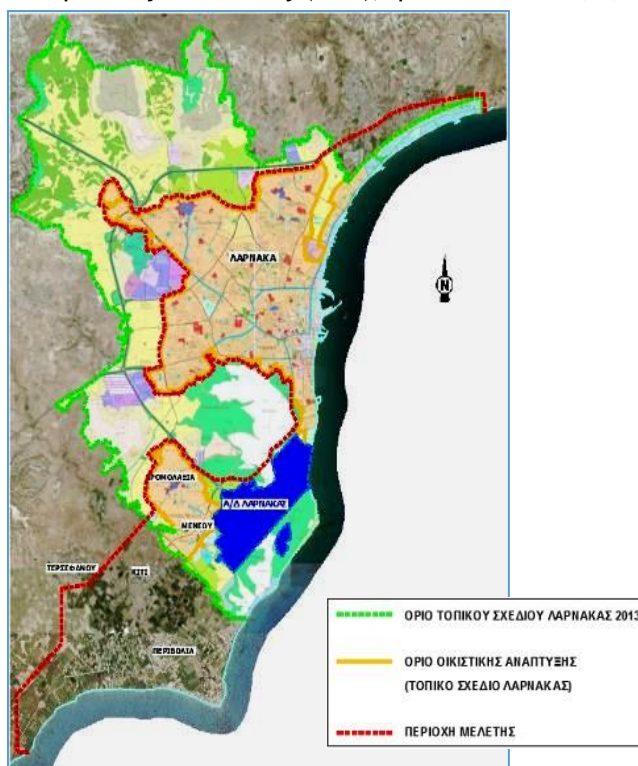 ΛΑΡΝΑΚΑ
N
ΔΡΟΜΟΛΑΞΙΑ
Α/Δ ΛΑΡΝΑΚΑΣ
ΜΕΝΕΟΥ
ΤΕΡΣΕΦΑΝΟΥ
ΚΙΤΙ
ΠΕΡΙΒΟΛΙΑ
ΟΡΙΟ ΤΟΠΙΚΟΥ ΣΧΕΔΙΟΥ ΛΑΡΝΑΚΑΣ 2013
ΟΡΙΟ ΟΙΚΙΣΤΙΚΗΣ ΑΝΑΠΤΥΞΗΣ
(ΤΟΠΙΚΟ ΣΧΕΔΙΟ ΛΑΡΝΑΚΑΣ)
ΠΕΡΙΟΧΗ ΜΕΛΕΤΗΣ